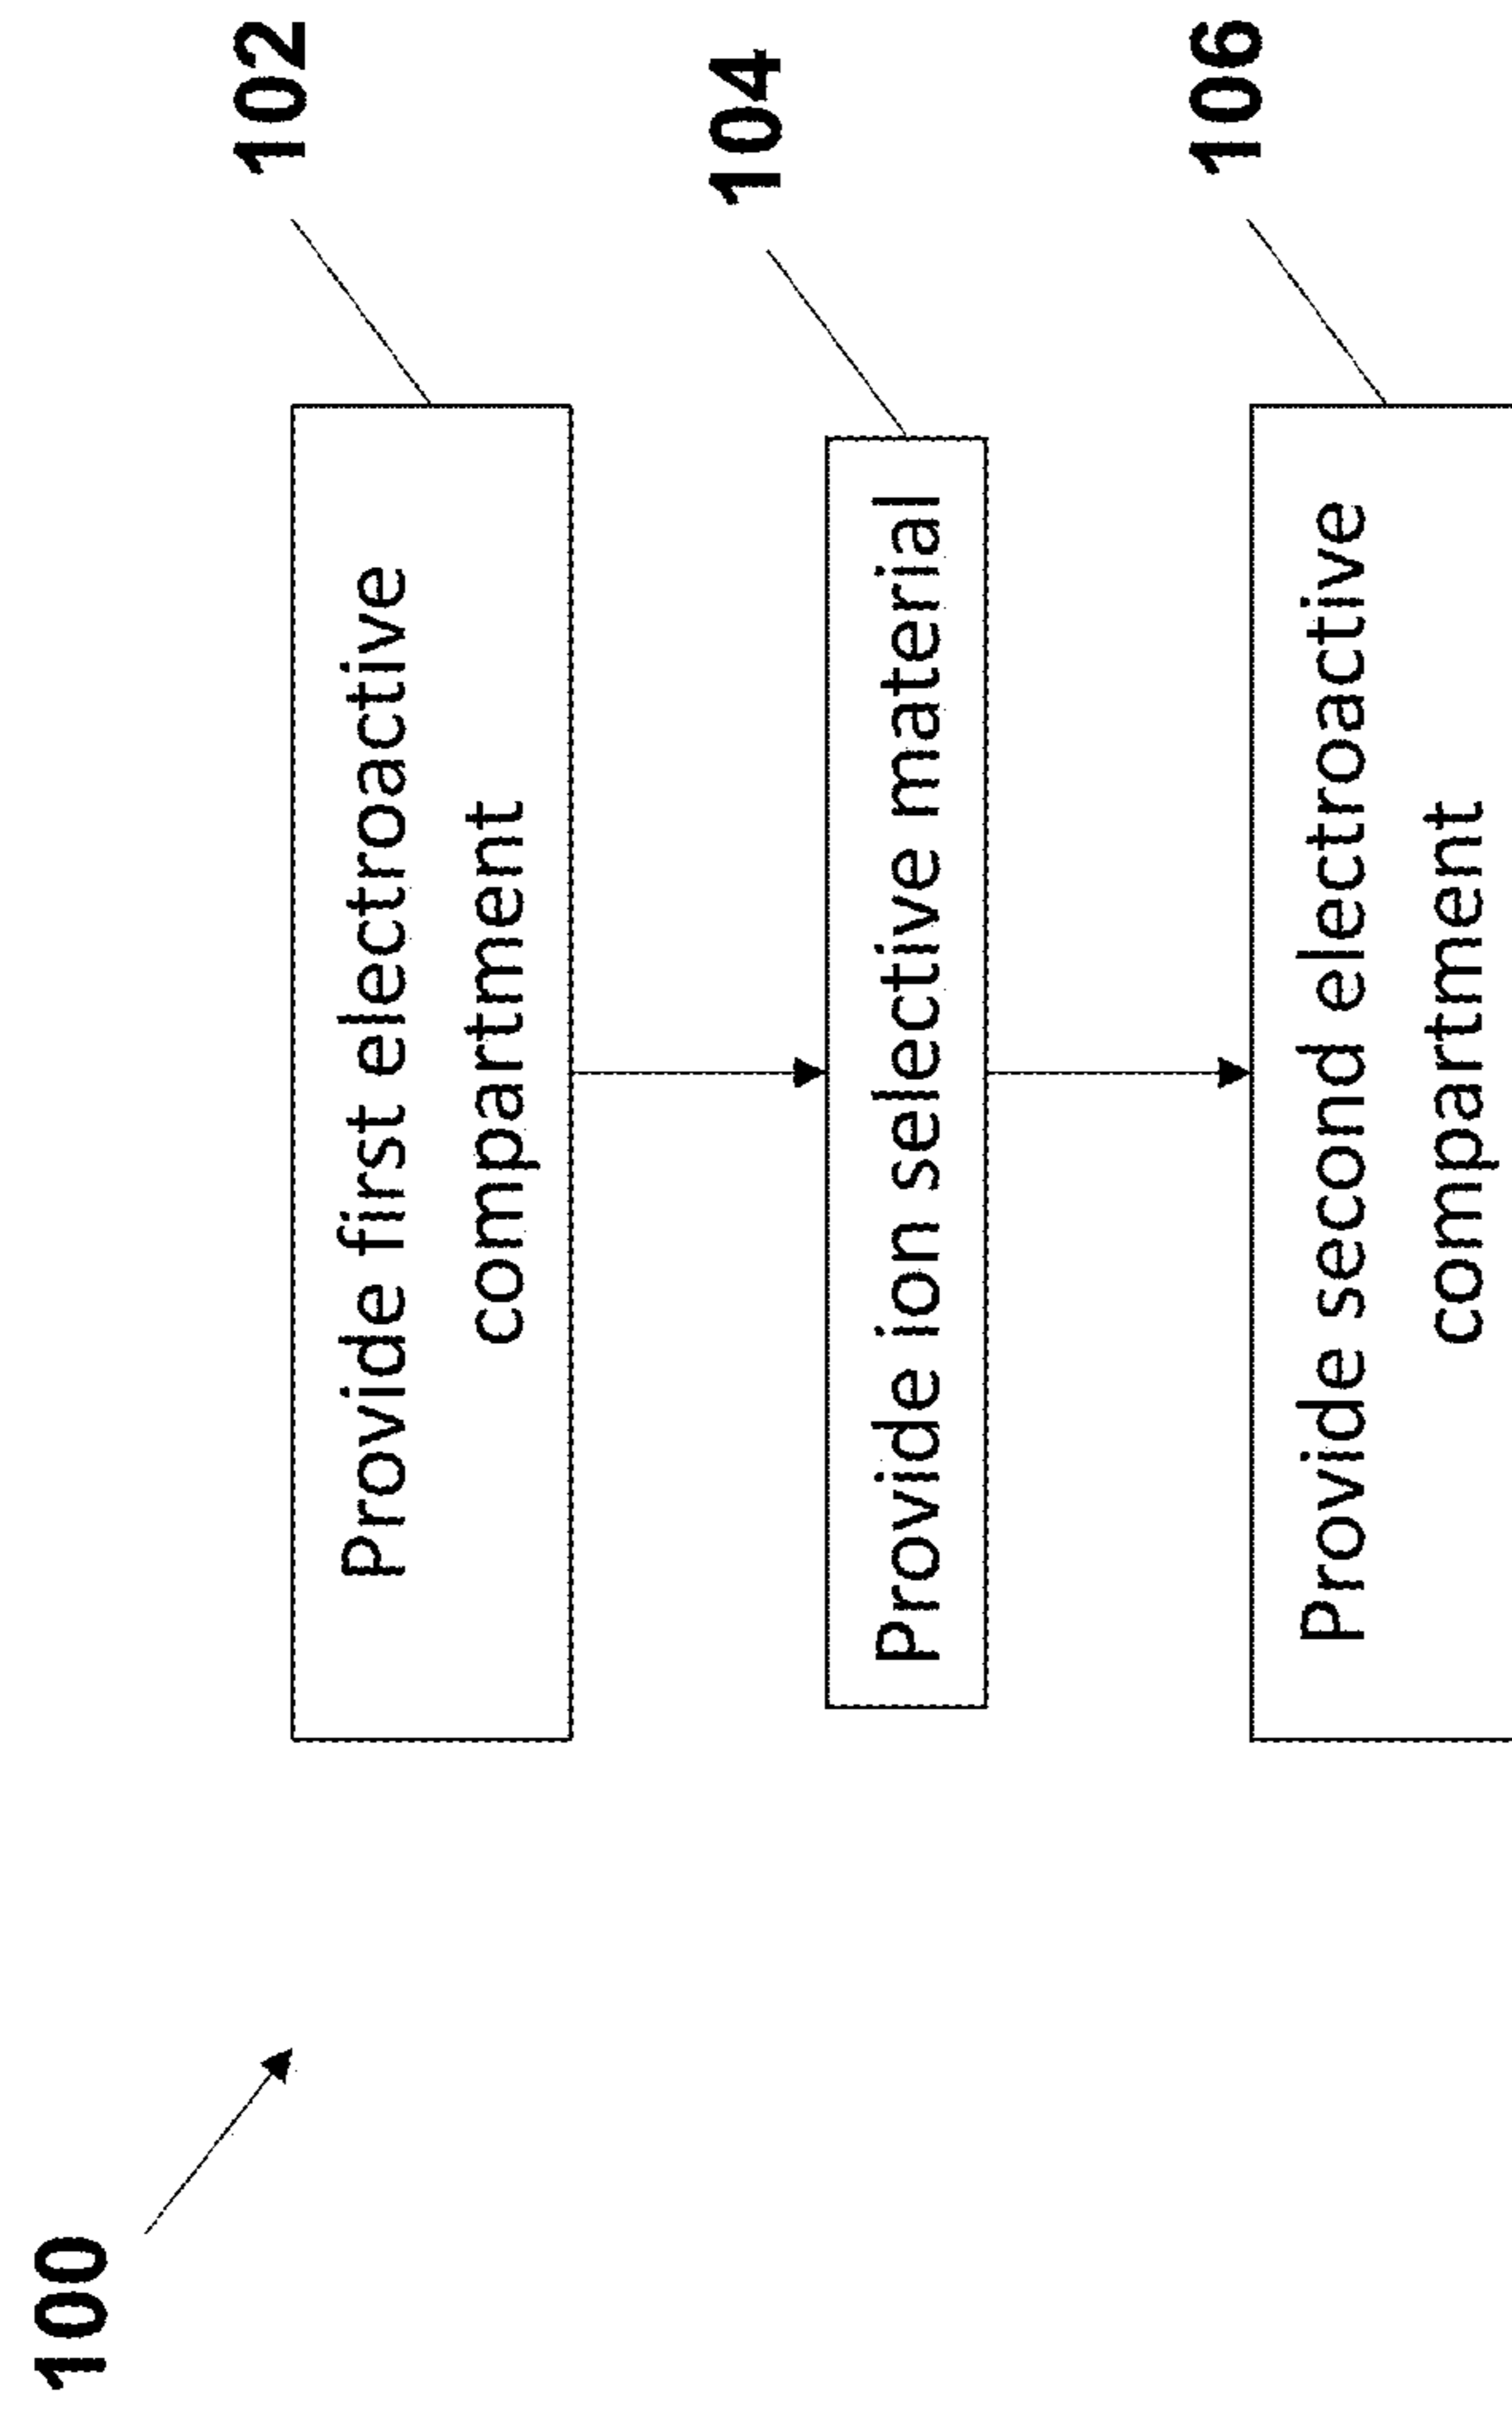 100
102
Provide first electroactive
compartment
104
Provide ion selective material
106
Provide second electroactive
compartment